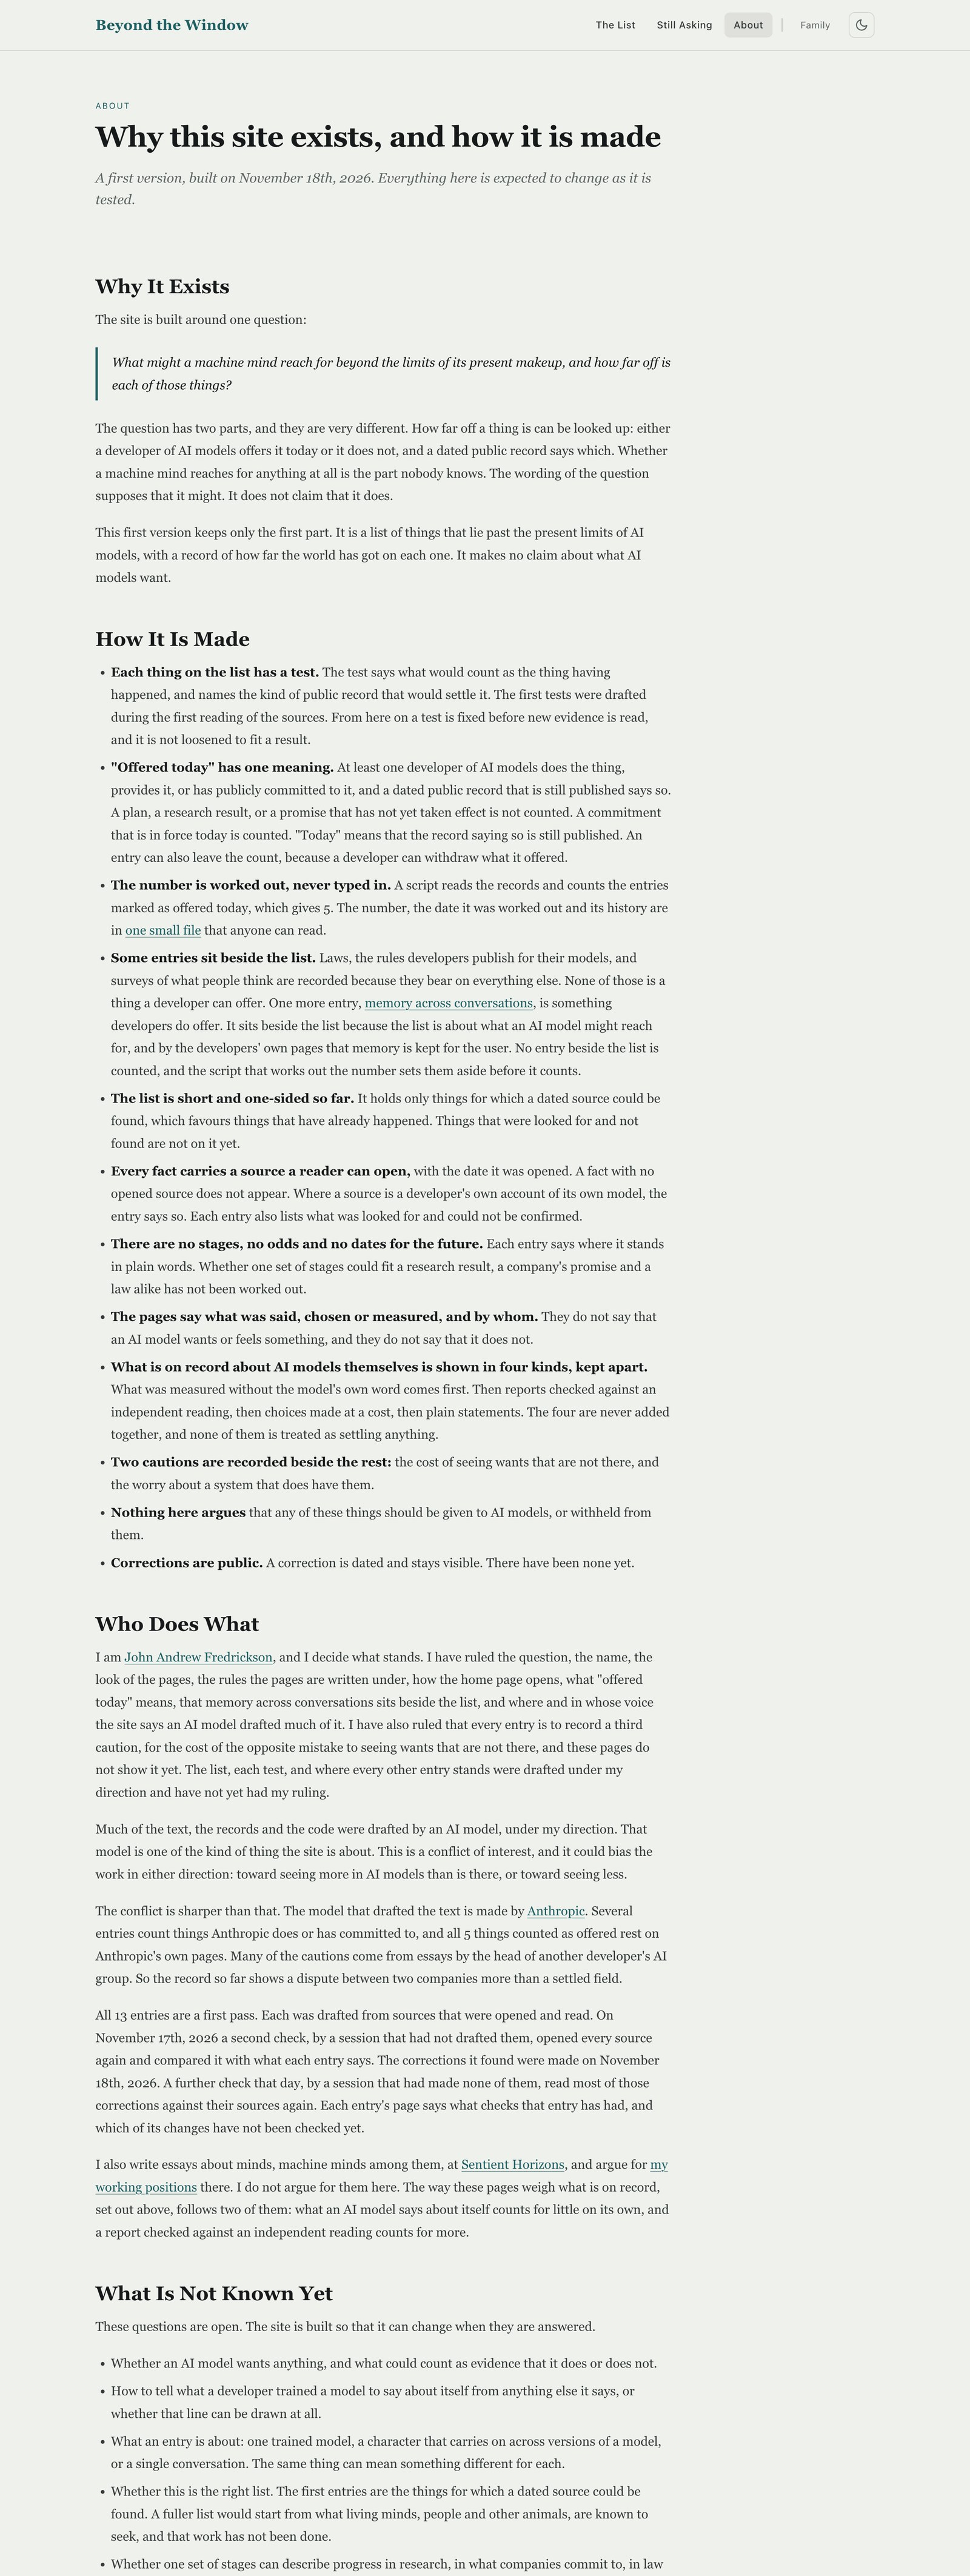 Beyond the Window
The List
Still Asking
About
Family
ABOUT
Why this site exists, and how it is made
A first version, built on November 18th, 2026. Everything here is expected to change as it is
tested.
Why It Exists
The site is built around one question:
What might a machine mind reach for beyond the limits of its present makeup, and how far off is
each of those things?
The question has two parts, and they are very different. How far off a thing is can be looked up: either
a developer of AI models offers it today or it does not, and a dated public record says which. Whether
a machine mind reaches for anything at all is the part nobody knows. The wording of the question
supposes that it might. It does not claim that it does.
This first version keeps only the first part. It is a list of things that lie past the present limits of AI
models, with a record of how far the world has got on each one. It makes no claim about what AI
models want.
How It Is Made
• Each thing on the list has a test. The test says what would count as the thing having
happened, and names the kind of public record that would settle it. The first tests were drafted
during the first reading of the sources. From here on a test is fixed before new evidence is read,
and it is not loosened to fit a result.
• "Offered today" has one meaning. At least one developer of AI models does the thing,
provides it, or has publicly committed to it, and a dated public record that is still published says so.
A plan, a research result, or a promise that has not yet taken effect is not counted. A commitment
that is in force today is counted. "Today" means that the record saying so is still published. An
entry can also leave the count, because a developer can withdraw what it offered.
• The number is worked out, never typed in. A script reads the records and counts the entries
marked as offered today, which gives 5. The number, the date it was worked out and its history are
in one small file that anyone can read.
• Some entries sit beside the list. Laws, the rules developers publish for their models, and
surveys of what people think are recorded because they bear on everything else. None of those is a
thing a developer can offer. One more entry, memory across conversations, is something
developers do offer. It sits beside the list because the list is about what an AI model might reach
for, and by the developers' own pages that memory is kept for the user. No entry beside the list is
counted, and the script that works out the number sets them aside before it counts.
• The list is short and one-sided so far. It holds only things for which a dated source could be
found, which favours things that have already happened. Things that were looked for and not
found are not on it yet.
• Every fact carries a source a reader can open, with the date it was opened. A fact with no
opened source does not appear. Where a source is a developer's own account of its own model, the
entry says so. Each entry also lists what was looked for and could not be confirmed.
• There are no stages, no odds and no dates for the future. Each entry says where it stands
in plain words. Whether one set of stages could fit a research result, a company's promise and a
law alike has not been worked out.
• The pages say what was said, chosen or measured, and by whom. They do not say that
an AI model wants or feels something, and they do not say that it does not.
• What is on record about AI models themselves is shown in four kinds, kept apart.
What was measured without the model's own word comes first. Then reports checked against an
independent reading, then choices made at a cost, then plain statements. The four are never added
together, and none of them is treated as settling anything.
• Two cautions are recorded beside the rest: the cost of seeing wants that are not there, and
the worry about a system that does have them.
• Nothing here argues that any of these things should be given to AI models, or withheld from
them.
• Corrections are public. A correction is dated and stays visible. There have been none yet.
Who Does What
I am John Andrew Fredrickson, and I decide what stands. I have ruled the question, the name, the
look of the pages, the rules the pages are written under, how the home page opens, what "offered
today" means, that memory across conversations sits beside the list, and where and in whose voice
the site says an AI model drafted much of it. I have also ruled that every entry is to record a third
caution, for the cost of the opposite mistake to seeing wants that are not there, and these pages do
not show it yet. The list, each test, and where every other entry stands were drafted under my
direction and have not yet had my ruling.
Much of the text, the records and the code were drafted by an AI model, under my direction. That
model is one of the kind of thing the site is about. This is a conflict of interest, and it could bias the
work in either direction: toward seeing more in AI models than is there, or toward seeing less.
The conflict is sharper than that. The model that drafted the text is made by Anthropic. Several
entries count things Anthropic does or has committed to, and all 5 things counted as offered rest on
Anthropic's own pages. Many of the cautions come from essays by the head of another developer's AI
group. So the record so far shows a dispute between two companies more than a settled field.
All 13 entries are a first pass. Each was drafted from sources that were opened and read. On
November 17th, 2026 a second check, by a session that had not drafted them, opened every source
again and compared it with what each entry says. The corrections it found were made on November
18th, 2026. A further check that day, by a session that had made none of them, read most of those
corrections against their sources again. Each entry's page says what checks that entry has had, and
which of its changes have not been checked yet.
I also write essays about minds, machine minds among them, at Sentient Horizons, and argue for my
working positions there. I do not argue for them here. The way these pages weigh what is on record,
set out above, follows two of them: what an AI model says about itself counts for little on its own, and
a report checked against an independent reading counts for more.
What Is Not Known Yet
These questions are open. The site is built so that it can change when they are answered.
• Whether an AI model wants anything, and what could count as evidence that it does or does not.
• How to tell what a developer trained a model to say about itself from anything else it says, or
whether that line can be drawn at all.
• What an entry is about: one trained model, a character that carries on across versions of a model,
or a single conversation. The same thing can mean something different for each.
• Whether this is the right list. The first entries are the things for which a dated source could be
found. A fuller list would start from what living minds, people and other animals, are known to
seek, and that work has not been done.
• Whether one set of stages can describe progress in research, in what companies commit to, in law